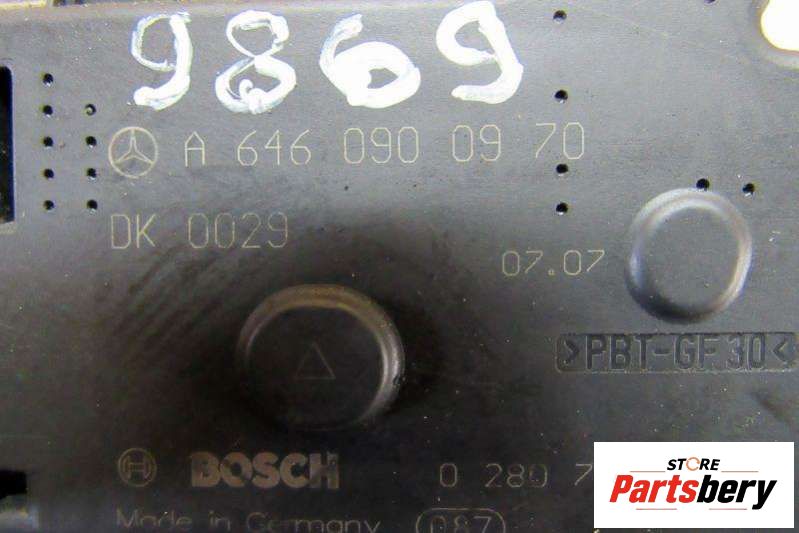 9869
A 646 090 09 70
DK 0029
07.07
>PBT-GF30<
BOSCH 0 280 7
Made in Germany 087
STORE
Partsbery